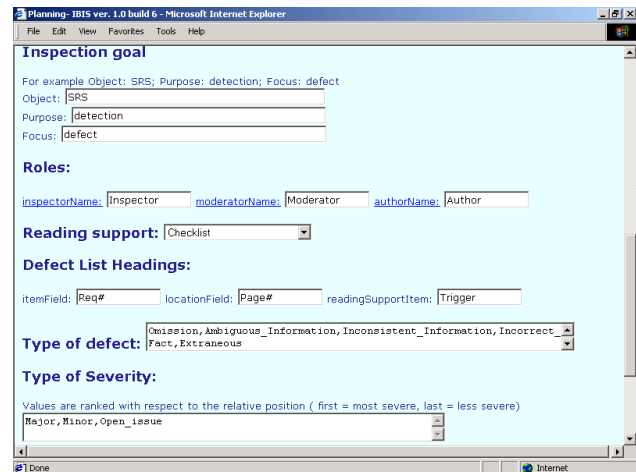 Planning- IBIS ver. 1.0 build 6 - Microsoft Internet Explorer
File Edit View Favorites Tools Help
Inspection goal
For example Object: SRS; Purpose: detection; Focus: defect
Object: SRS
Purpose: detection
Focus: defect
Roles:
inspectorName: Inspector moderatorName: Moderator authorName: Author
Reading support: Checklist
Defect List Headings:
itemField: Req# locationField: Page# readingSupportItem: Trigger
Type of defect: Omission,Ambiguous_Information,Inconsistent_Information,Incorrect_
Fact,Extraneous
Type of Severity:
Values are ranked with respect to the relative position ( first = most severe, last = less severe)
Major,Minor,Open_issue
Done Internet